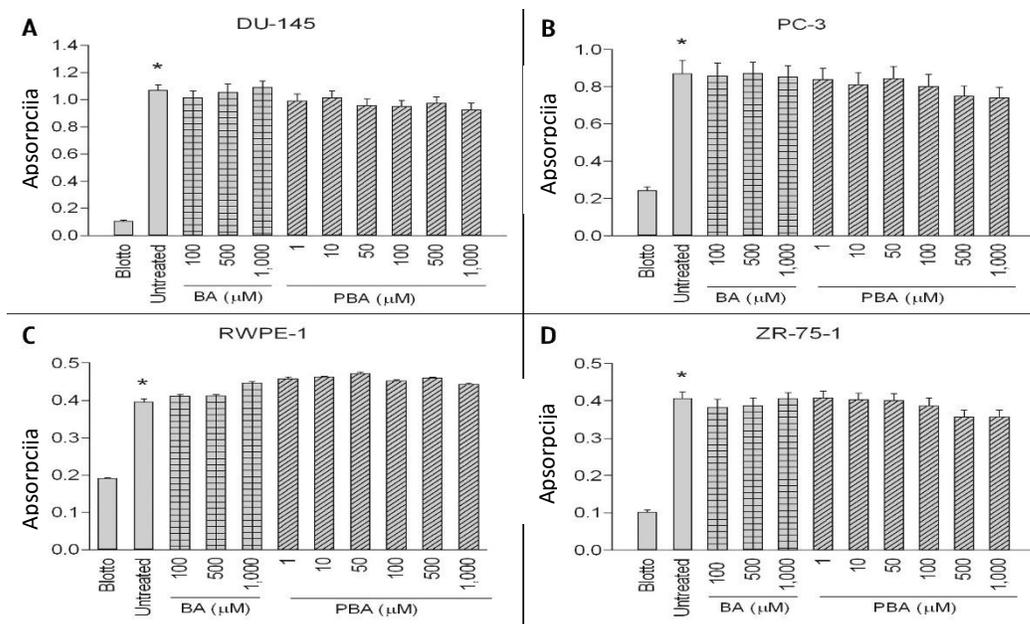 A
DU-145
Apsorpciia
1.4
1.2
1.0
0.8
0.6
0.4
0.2
0.0
*
Blotto
Untreated
100
500
1,000
1
10
50
100
500
1,000
BA (μM)
PBA (μM)
B
PC-3
Apsorpciia
1.0
0.8
0.6
0.4
0.2
0.0
*
Blotto
Untreated
100
500
1,000
1
10
50
100
500
1,000
BA (μM)
PBA (μM)
C
RWPE-1
Apsorpciia
0.5
0.4
0.3
0.2
0.1
0.0
*
Blotto
Untreated
100
500
1,000
1
10
50
100
500
1,000
BA (μM)
PBA (μM)
D
ZR-75-1
Apsorpcija
0.5
0.4
0.3
0.2
0.1
0.0
*
Blotto
Untreated
100
500
1,000
1
10
50
100
500
1,000
BA (μM)
PBA (μM)